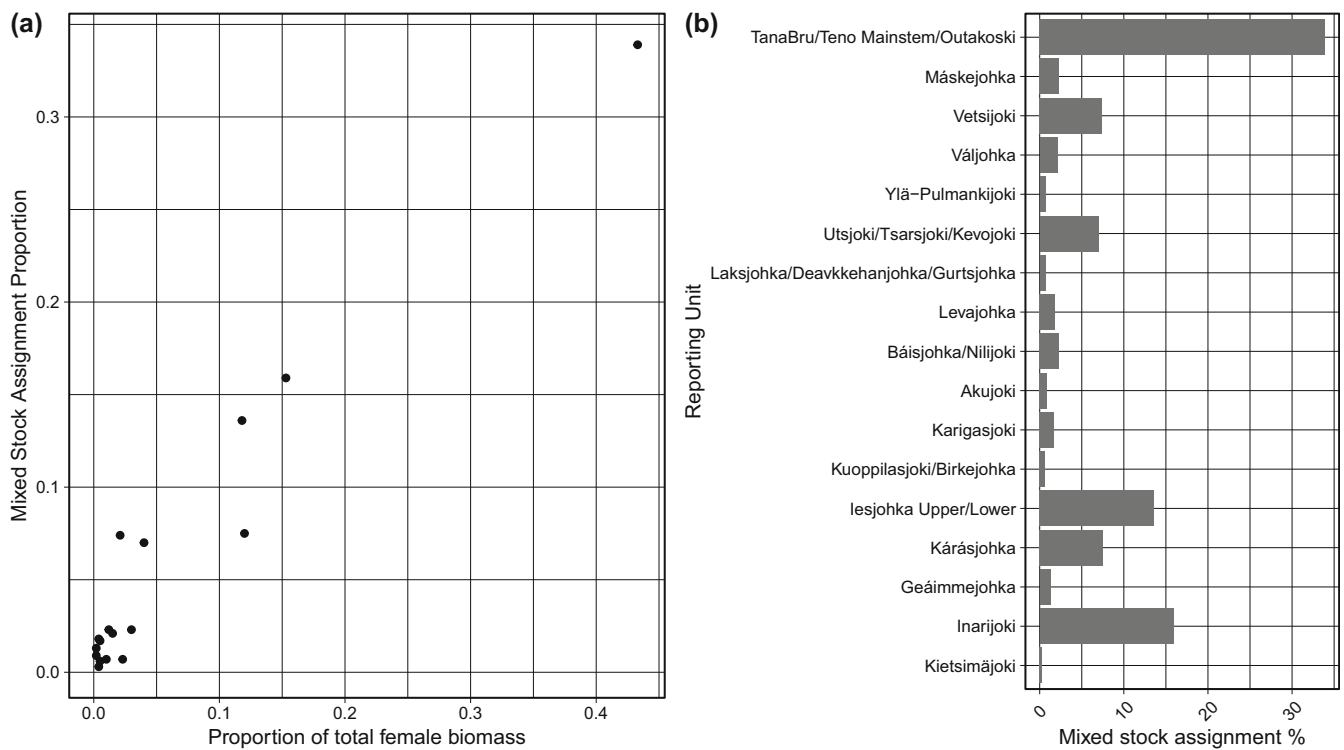 (a)
Mixed Stock Assignment Proportion
0.3
0.2
0.1
0.0
0.0 0.1 0.2 0.3 0.4
Proportion of total female biomass
(b)
Reporting Unit
TanaBru/Teno Mainstem/Outakoski
Máskejohka
Vetsijoki
Váljohka
Ylä−Pulmankijoki
Utsjoki/Tsarsjoki/Kevojoki
Laksjohka/Deavkkehanjohka/Gurtsjohka
Levajohka
Báisjohka/Nilijoki
Akujoki
Karigasjoki
Kuoppilasjoki/Birkejohka
Iesjohka Upper/Lower
Kárásjohka
Geáimmejohka
Inarijoki
Kietsimäjoki
0 10 20 30
Mixed stock assignment %